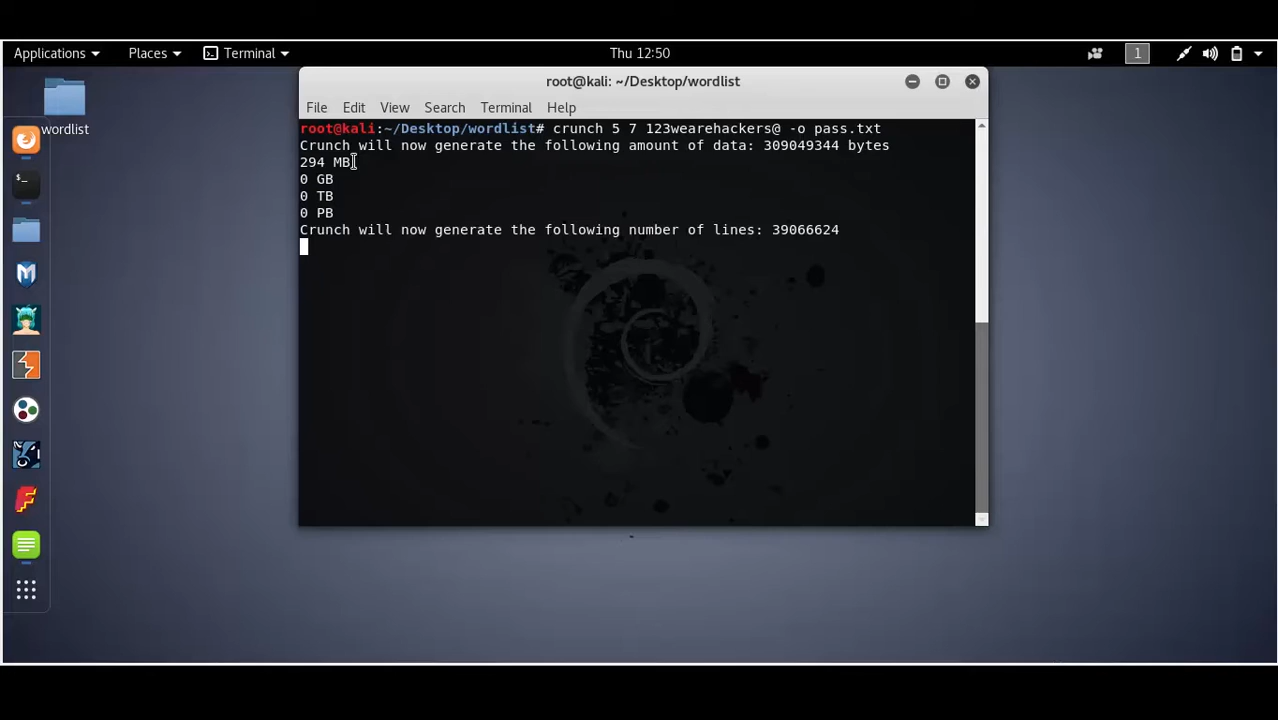 Applications Places Terminal Thu 12:50 1
wordlist
root@kali: ~/Desktop/wordlist
File Edit View Search Terminal Help
root@kali:~/Desktop/wordlist# crunch 5 7 123wearehackers@ -o pass.txt
Crunch will now generate the following amount of data: 309049344 bytes
294 MB
0 GB
0 TB
0 PB
Crunch will now generate the following number of lines: 39066624